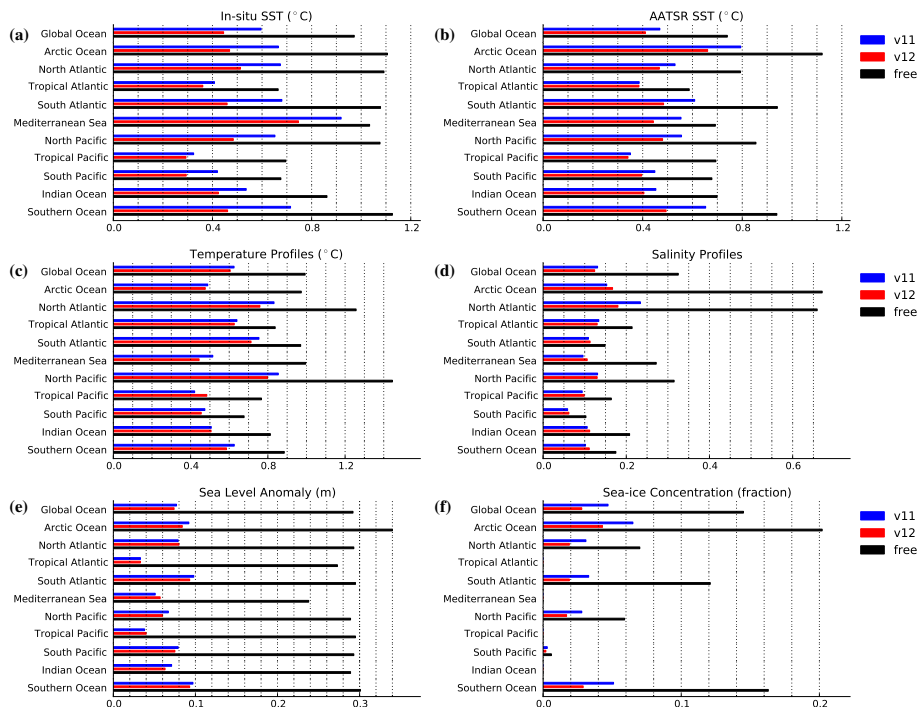 (a) In-situ SST (°C)
Global Ocean
Arctic Ocean
North Atlantic
Tropical Atlantic
South Atlantic
Mediterranean Sea
North Pacific
Tropical Pacific
South Pacific
Indian Ocean
Southern Ocean
0.0 0.4 0.8 1.2
(b) AATSR SST (°C)
Global Ocean
Arctic Ocean
North Atlantic
Tropical Atlantic
South Atlantic
Mediterranean Sea
North Pacific
Tropical Pacific
South Pacific
Indian Ocean
Southern Ocean
0.0 0.4 0.8 1.2
v11
v12
free
(c) Temperature Profiles (°C)
Global Ocean
Arctic Ocean
North Atlantic
Tropical Atlantic
South Atlantic
Mediterranean Sea
North Pacific
Tropical Pacific
South Pacific
Indian Ocean
Southern Ocean
0.0 0.4 0.8 1.2
(d) Salinity Profiles
Global Ocean
Arctic Ocean
North Atlantic
Tropical Atlantic
South Atlantic
Mediterranean Sea
North Pacific
Tropical Pacific
South Pacific
Indian Ocean
Southern Ocean
0.0 0.2 0.4 0.6
v11
v12
free
(e) Sea Level Anomaly (m)
Global Ocean
Arctic Ocean
North Atlantic
Tropical Atlantic
South Atlantic
Mediterranean Sea
North Pacific
Tropical Pacific
South Pacific
Indian Ocean
Southern Ocean
0.0 0.1 0.2 0.3
(f) Sea-ice Concentration (fraction)
Global Ocean
Arctic Ocean
North Atlantic
Tropical Atlantic
South Atlantic
Mediterranean Sea
North Pacific
Tropical Pacific
South Pacific
Indian Ocean
Southern Ocean
0.0 0.1 0.2
v11
v12
free